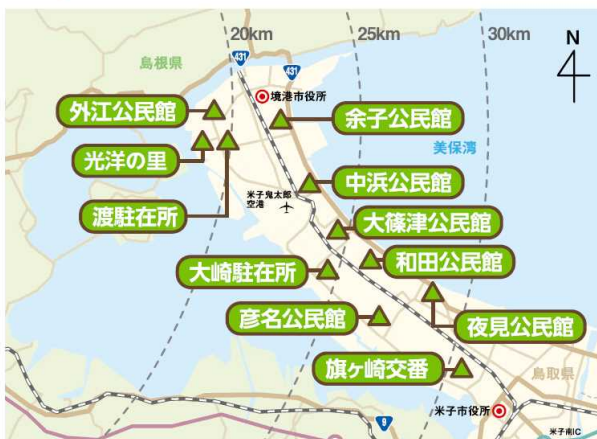 20km
25km
30km
N
431
431
島根県
境港市役所
外江公民館
余子公民館
美保湾
光洋の里
中浜公民館
米子鬼太郎
空港
渡駐在所
大篠津公民館
和田公民館
大崎駐在所
彦名公民館
夜見公民館
旗ヶ崎交番
鳥取県
米子市役所
9
米子南IC